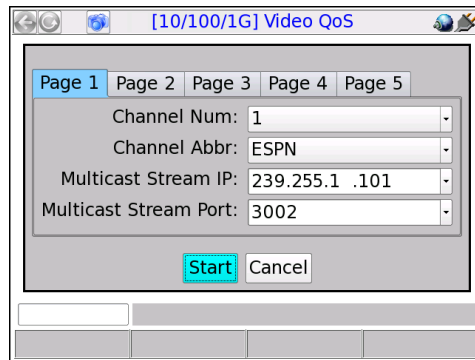 [10/100/1G] Video QoS
Page 1 Page 2 Page 3 Page 4 Page 5
Channel Num: 1
Channel Abbr: ESPN
Multicast Stream IP: 239.255.1 .101
Multicast Stream Port: 3002
Start Cancel